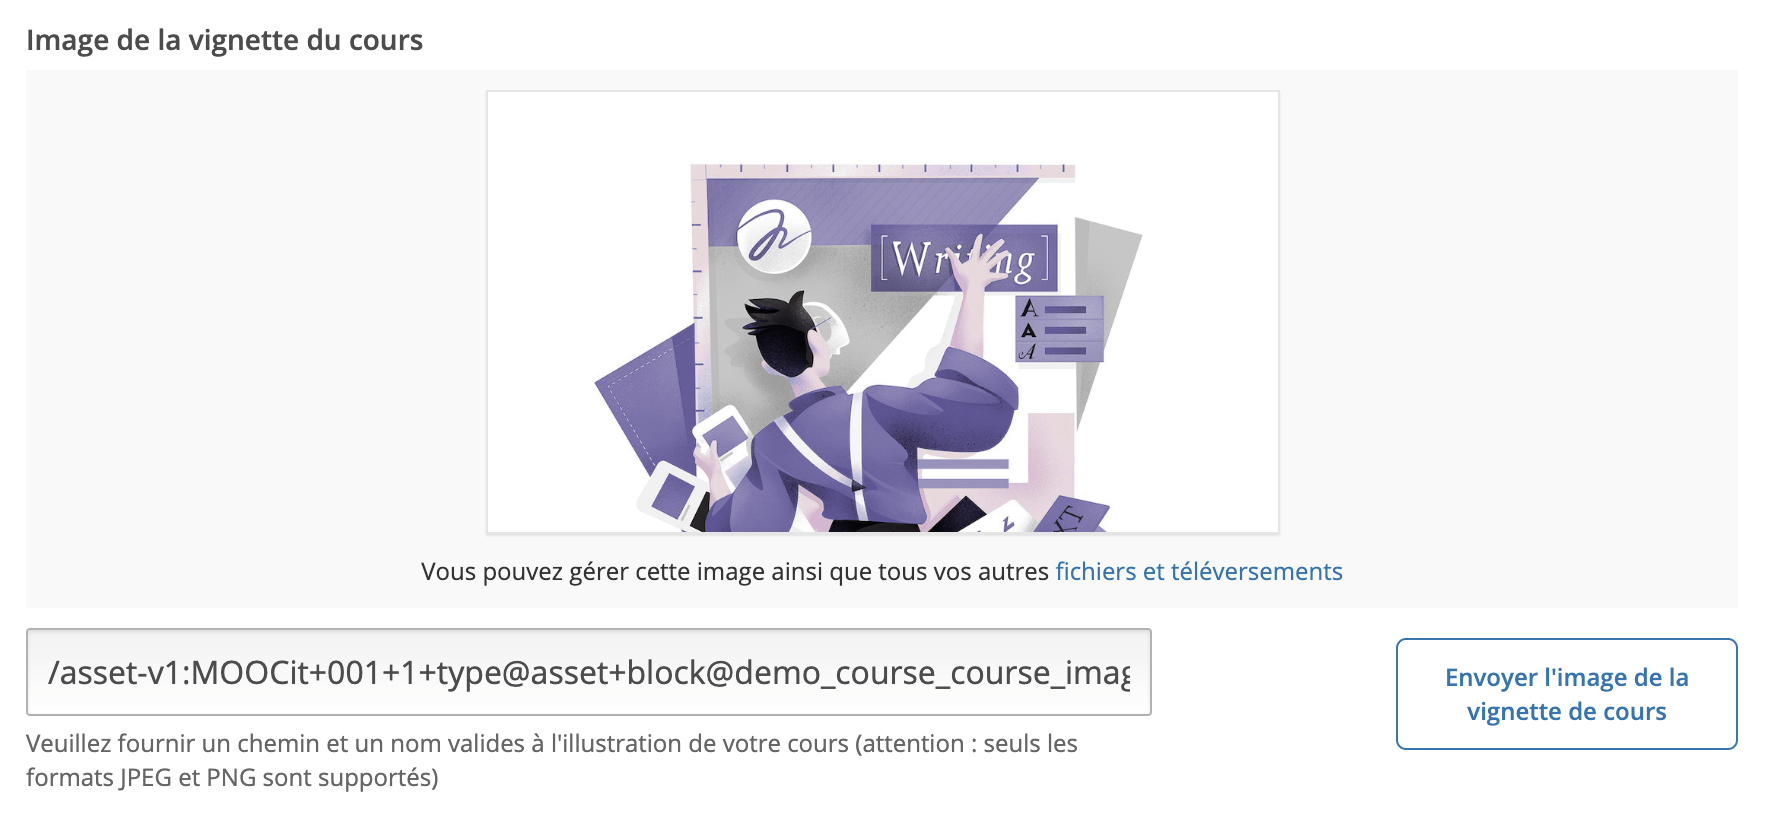 Image de la vignette du cours
[Writing]
A
A
A
XT
Vous pouvez gérer cette image ainsi que tous vos autres fichiers et téléversements
/asset-v1:MOOCit+001+1+type@asset+block@demo_course_course_imag
Envoyer l'image de la
vignette de cours
Veuillez fournir un chemin et un nom valides à l'illustration de votre cours (attention : seuls les
formats JPEG et PNG sont supportés)